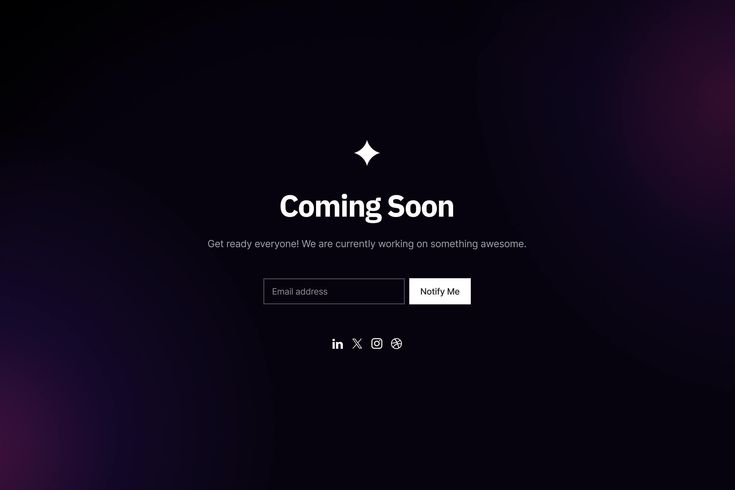 Coming Soon
Get ready everyone! We are currently working on something awesome.
Email address
Notify Me